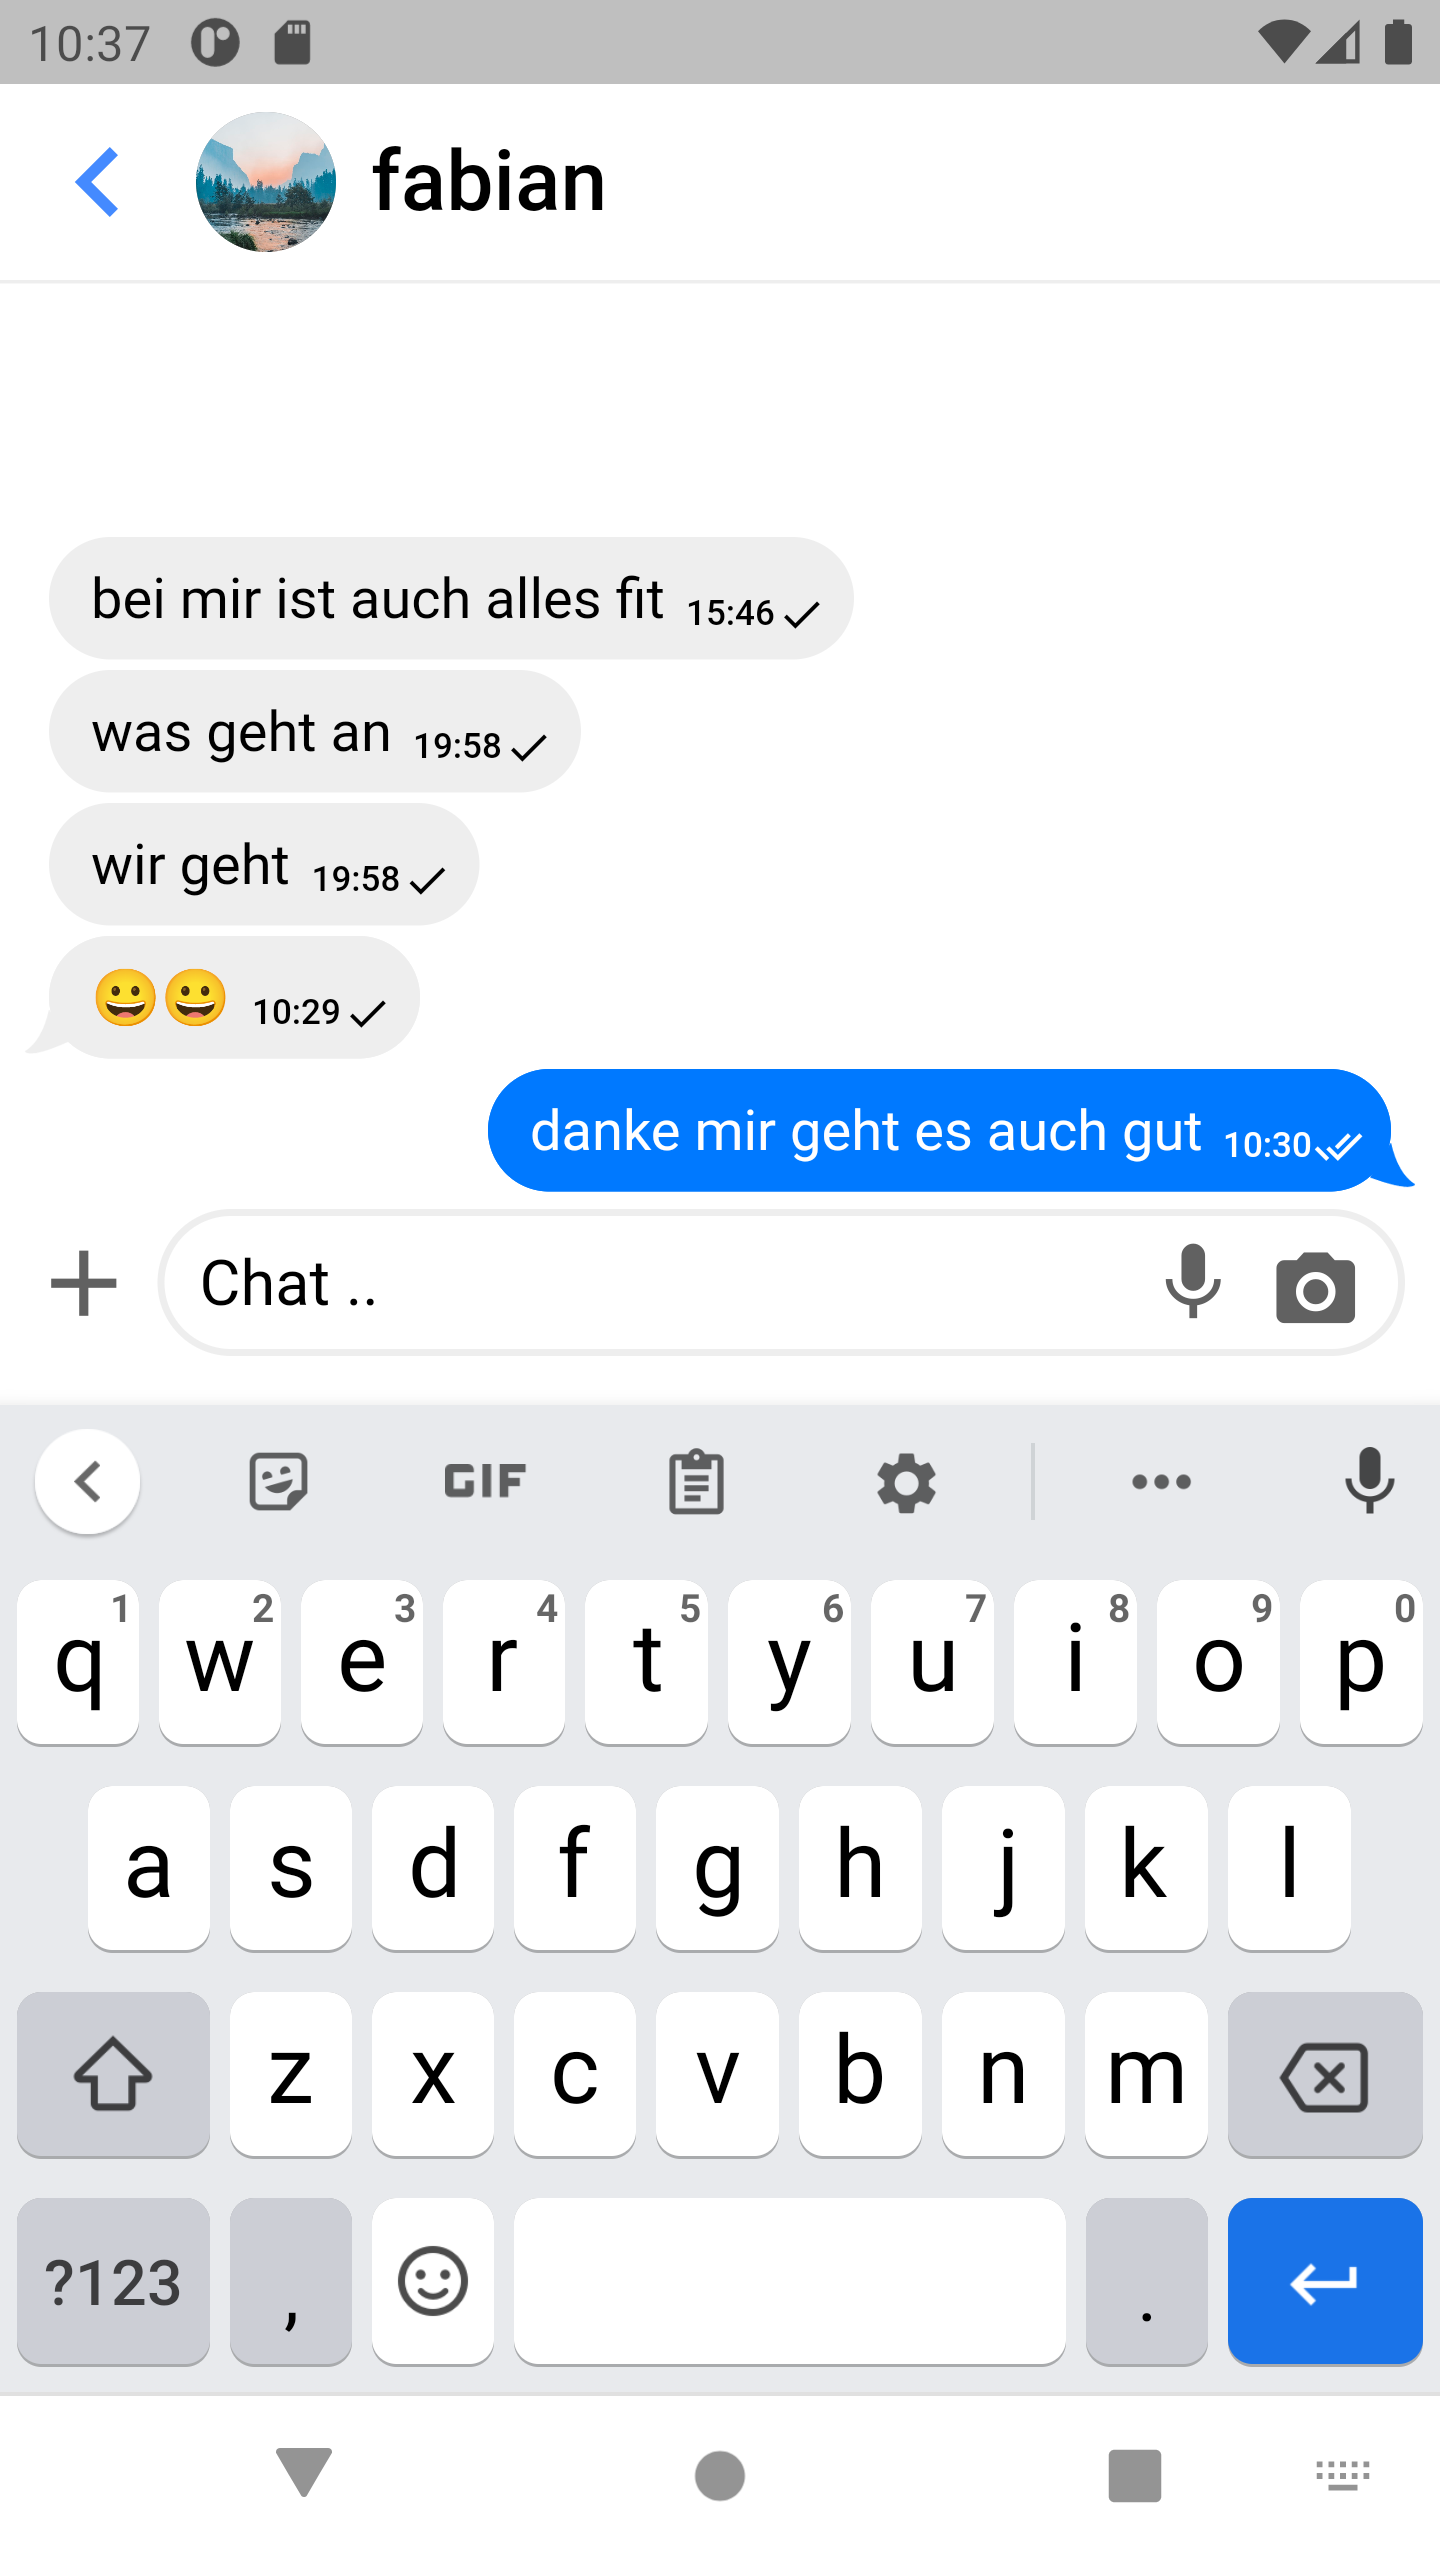 10:37
fabian
bei mir ist auch alles fit 15:46
was geht an 19:58
wir geht 19:58
😀😀 10:29
danke mir geht es auch gut 10:30
Chat ..
GIF
1 2 3 4 5 6 7 8 9 0
q w e r t y u i o p
a s d f g h j k l
z x c v b n m
?123 , .